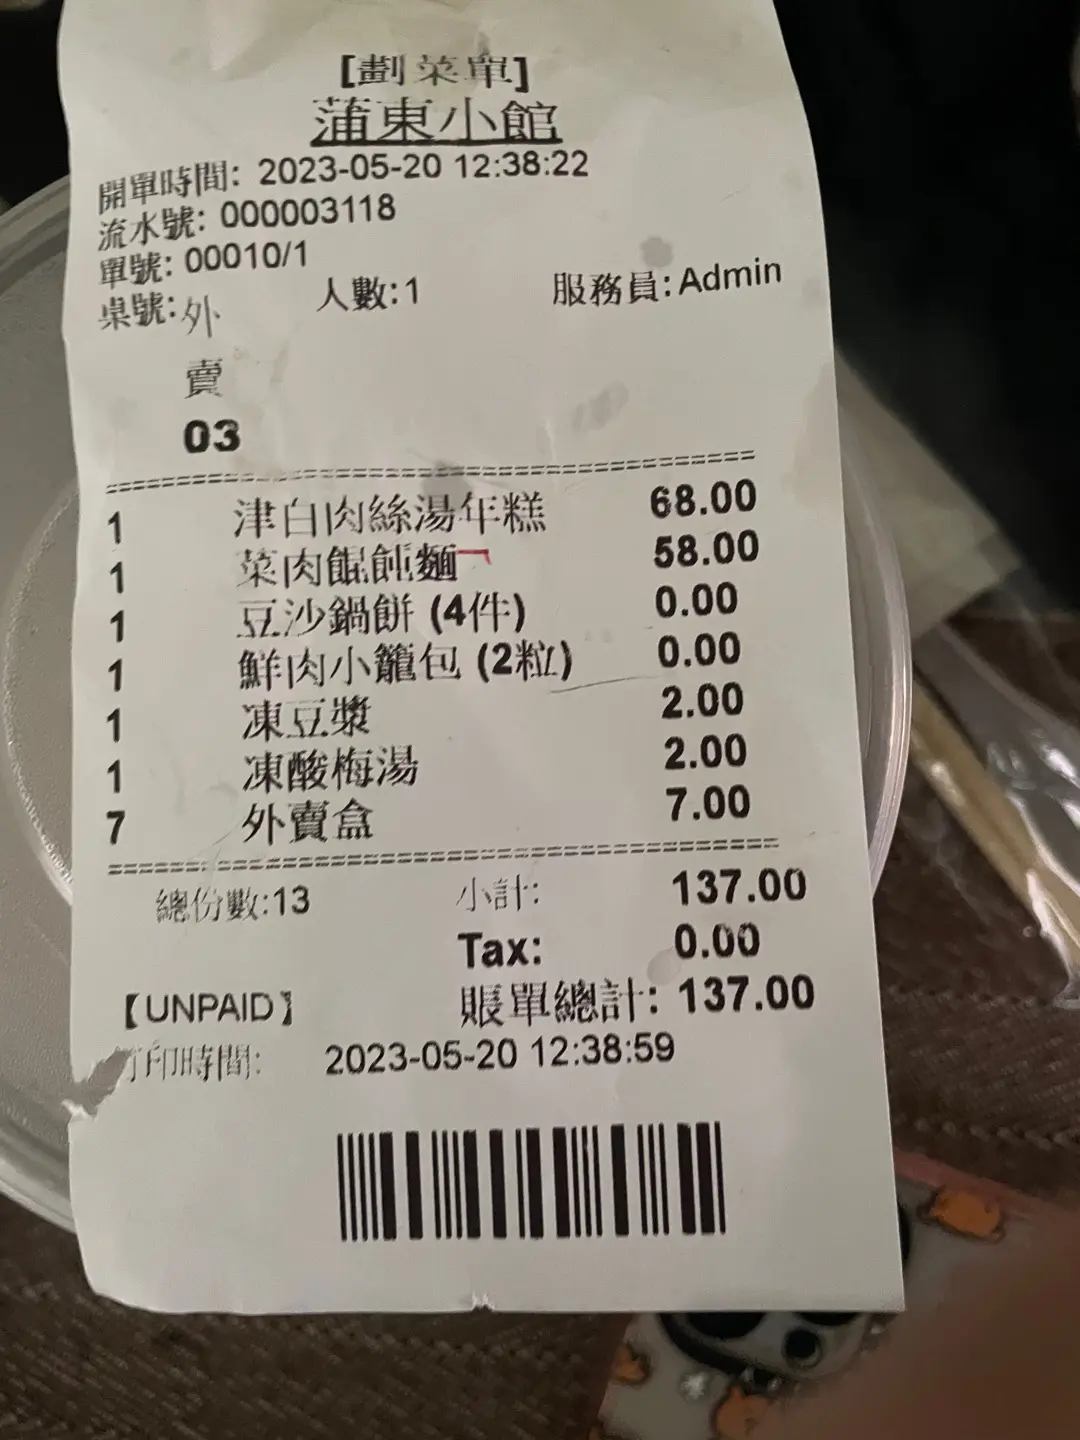 [劃菜單]
蒲東小館
開單時間: 2023-05-20 12:38:22
流水號: 000003118
單號: 00010/1
桌號: 外賣03 人數:1 服務員: Admin
1 津白肉絲湯年糕 68.00
1 菜肉餛飩麵 58.00
1 豆沙鍋餅 (4件) 0.00
1 鮮肉小籠包 (2粒) 0.00
1 凍豆漿 2.00
1 凍酸梅湯 2.00
7 外賣盒 7.00
總份數:13 小計: 137.00
Tax: 0.00
【UNPAID】 賬單總計: 137.00
打印時間: 2023-05-20 12:38:59